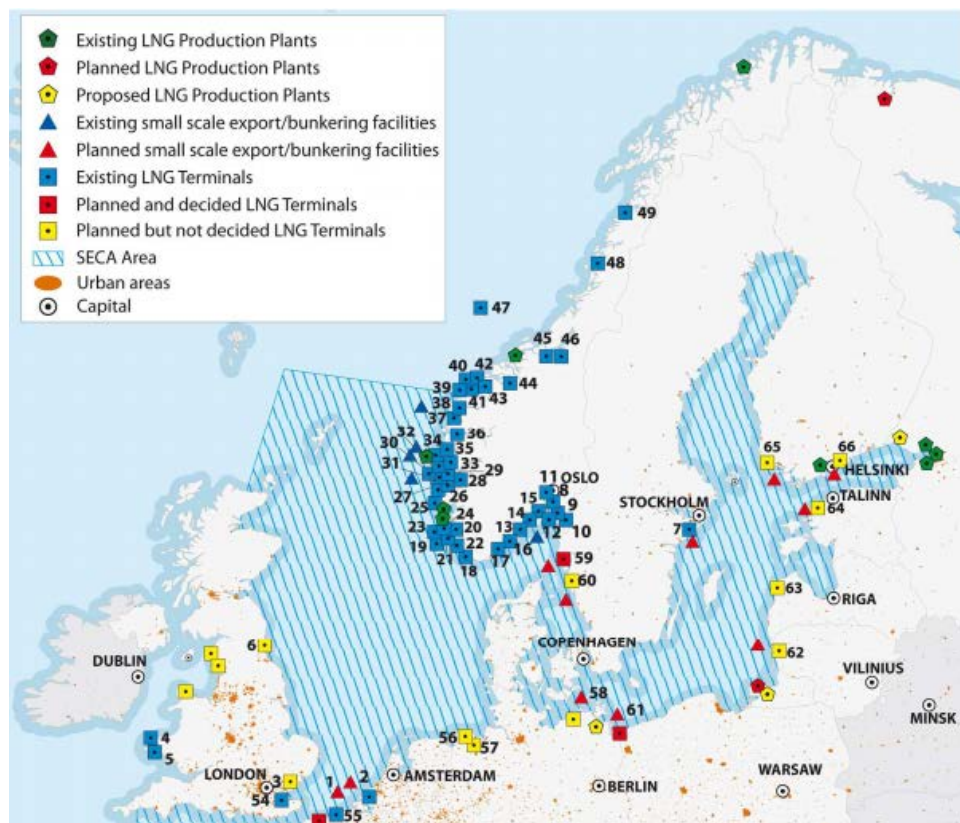 Existing LNG Production Plants
Planned LNG Production Plants
Proposed LNG Production Plants
Existing small scale export/bunkering facilities
Planned small scale export/bunkering facilities
Existing LNG Terminals
Planned and decided LNG Terminals
Planned but not decided LNG Terminals
SECA Area
Urban areas
Capital
49
48
47
45 46
40 42
44
39
43
38 41
37
32 36
30 34 35
31 33 29
28
27 26
25 24
23 20
19 22
21 18
11 OSLO
8
15 9
14
13 12 10
16
17
59
60
65 66
HELSINKI
TALINN
64
STOCKHOLM
7
63
RIGA
62
COPENHAGEN
VILINIUS
MINSK
58
61
6
DUBLIN
4
5
56
57
LONDON 3 1 2 AMSTERDAM
BERLIN
WARSAW
54
55